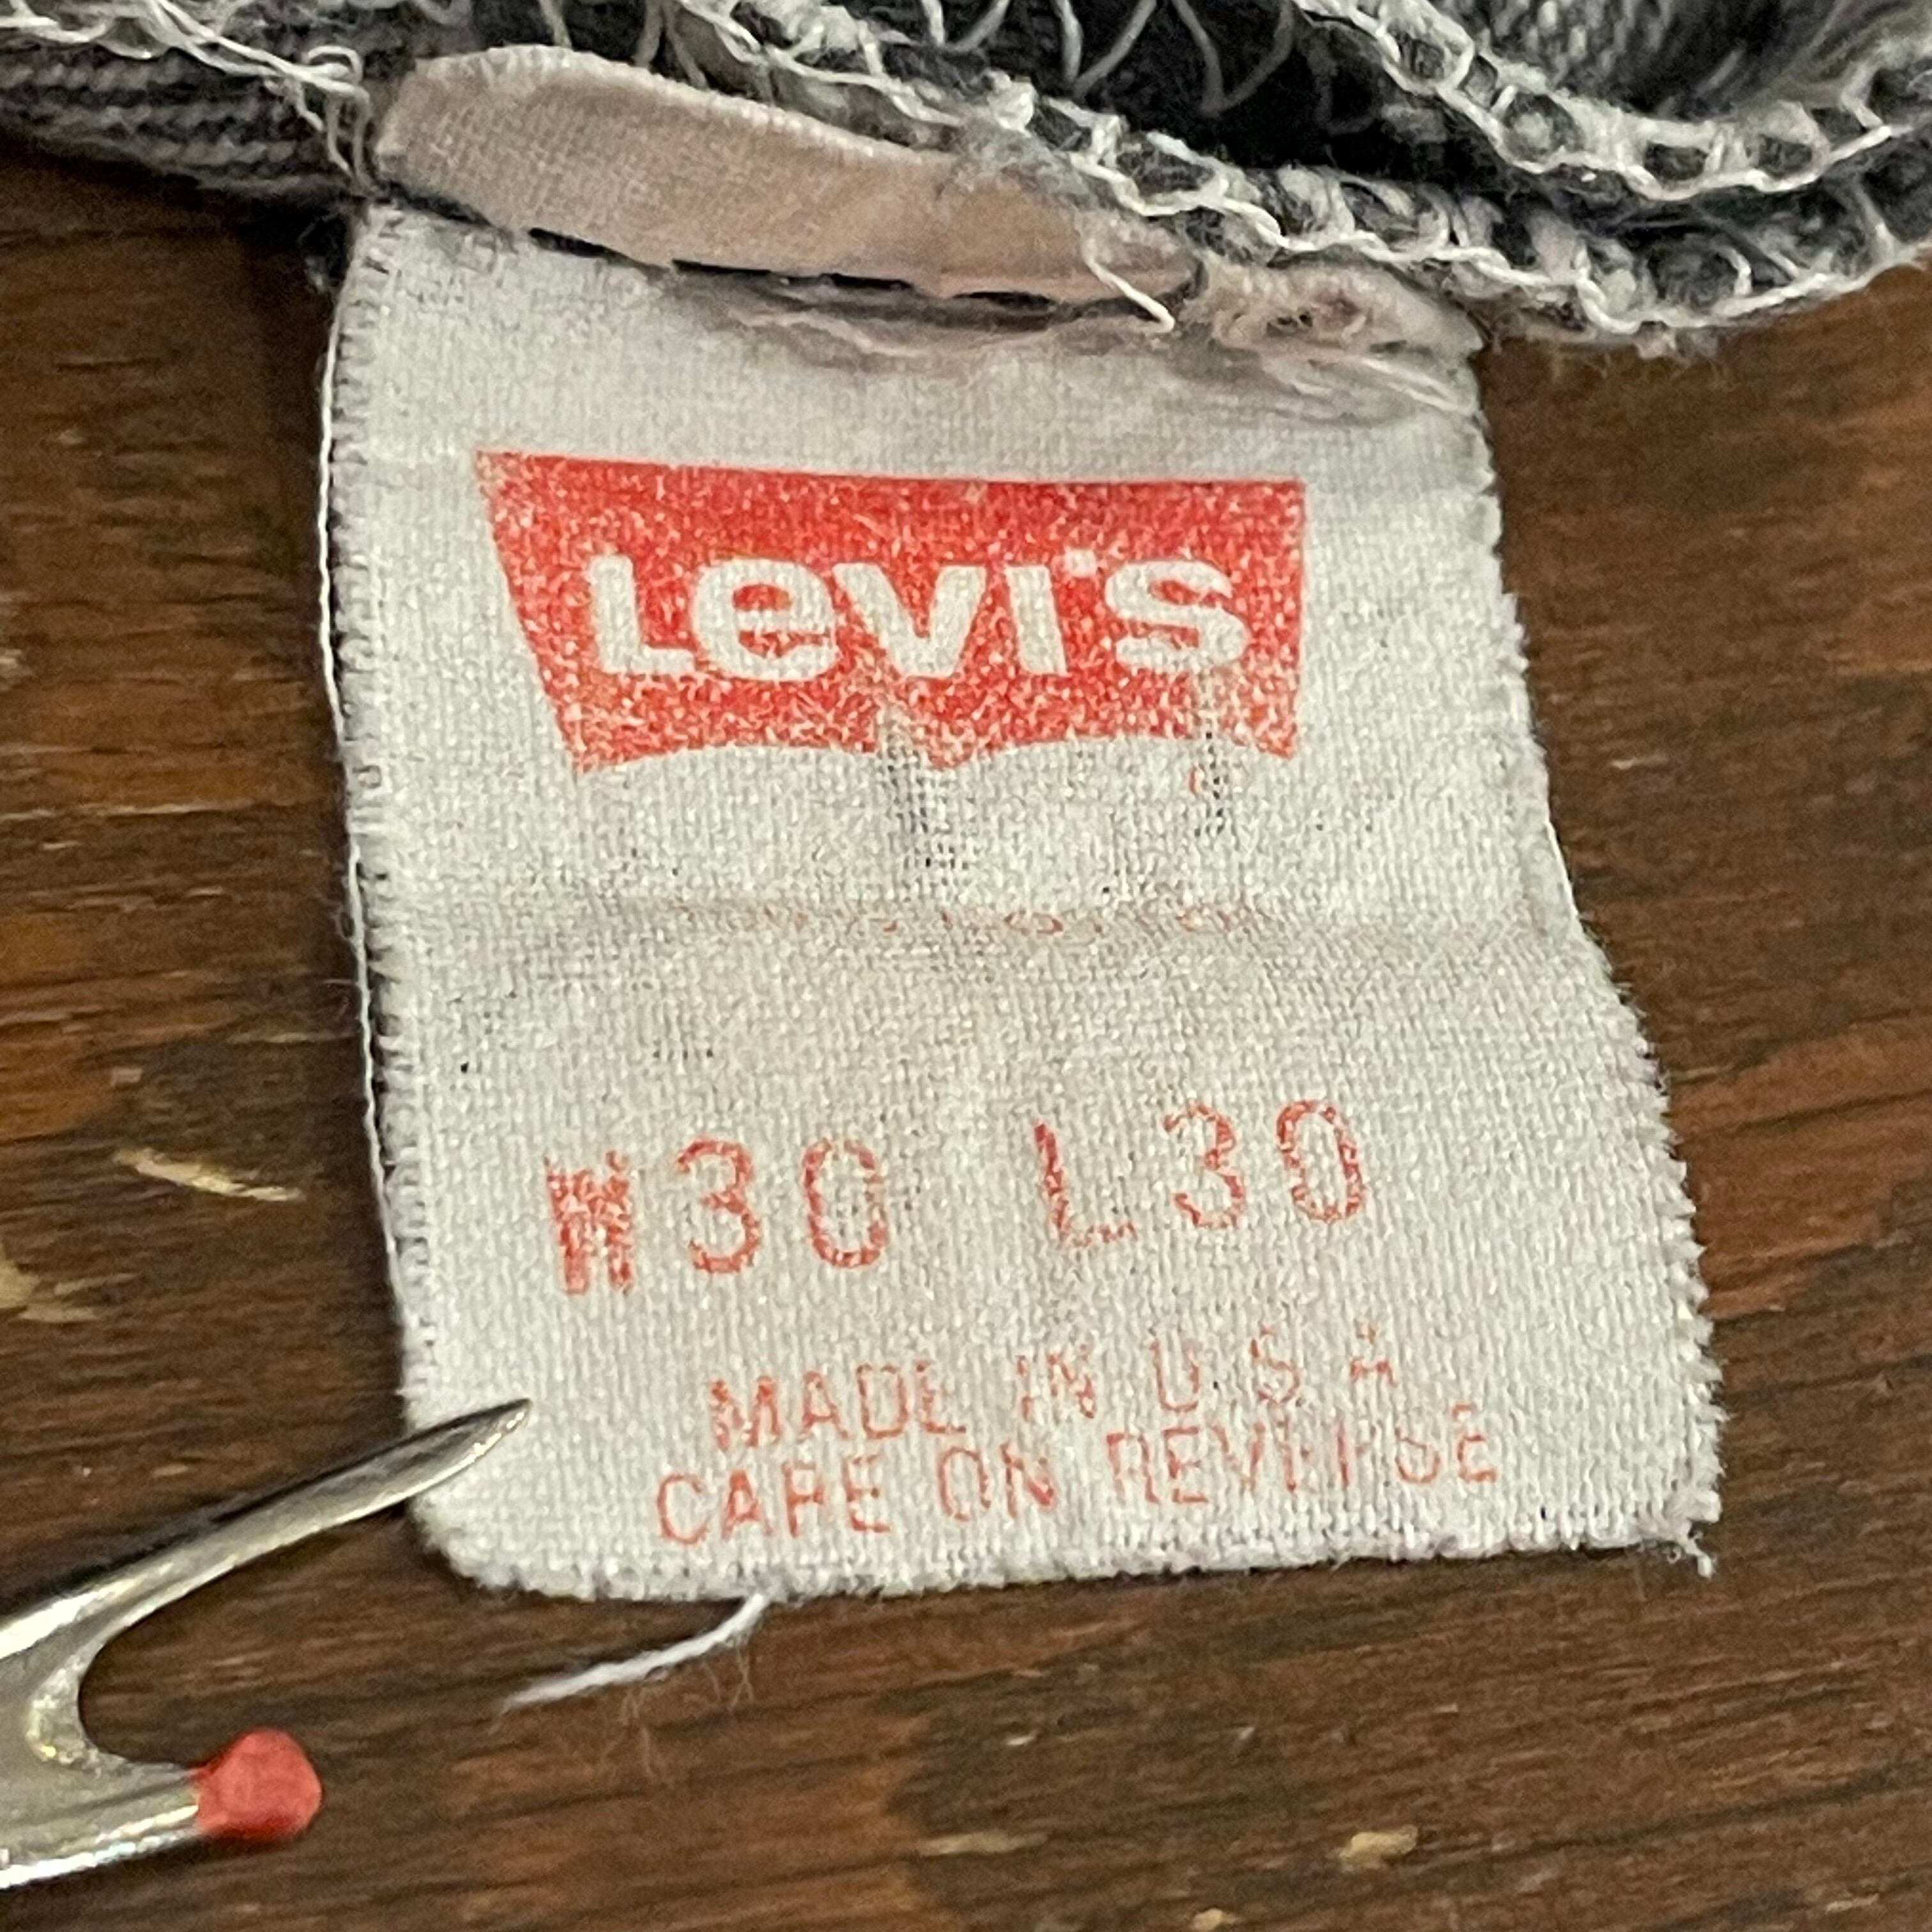 Levi's
W30 L30
MADE IN U S A
CARE ON REVERSE